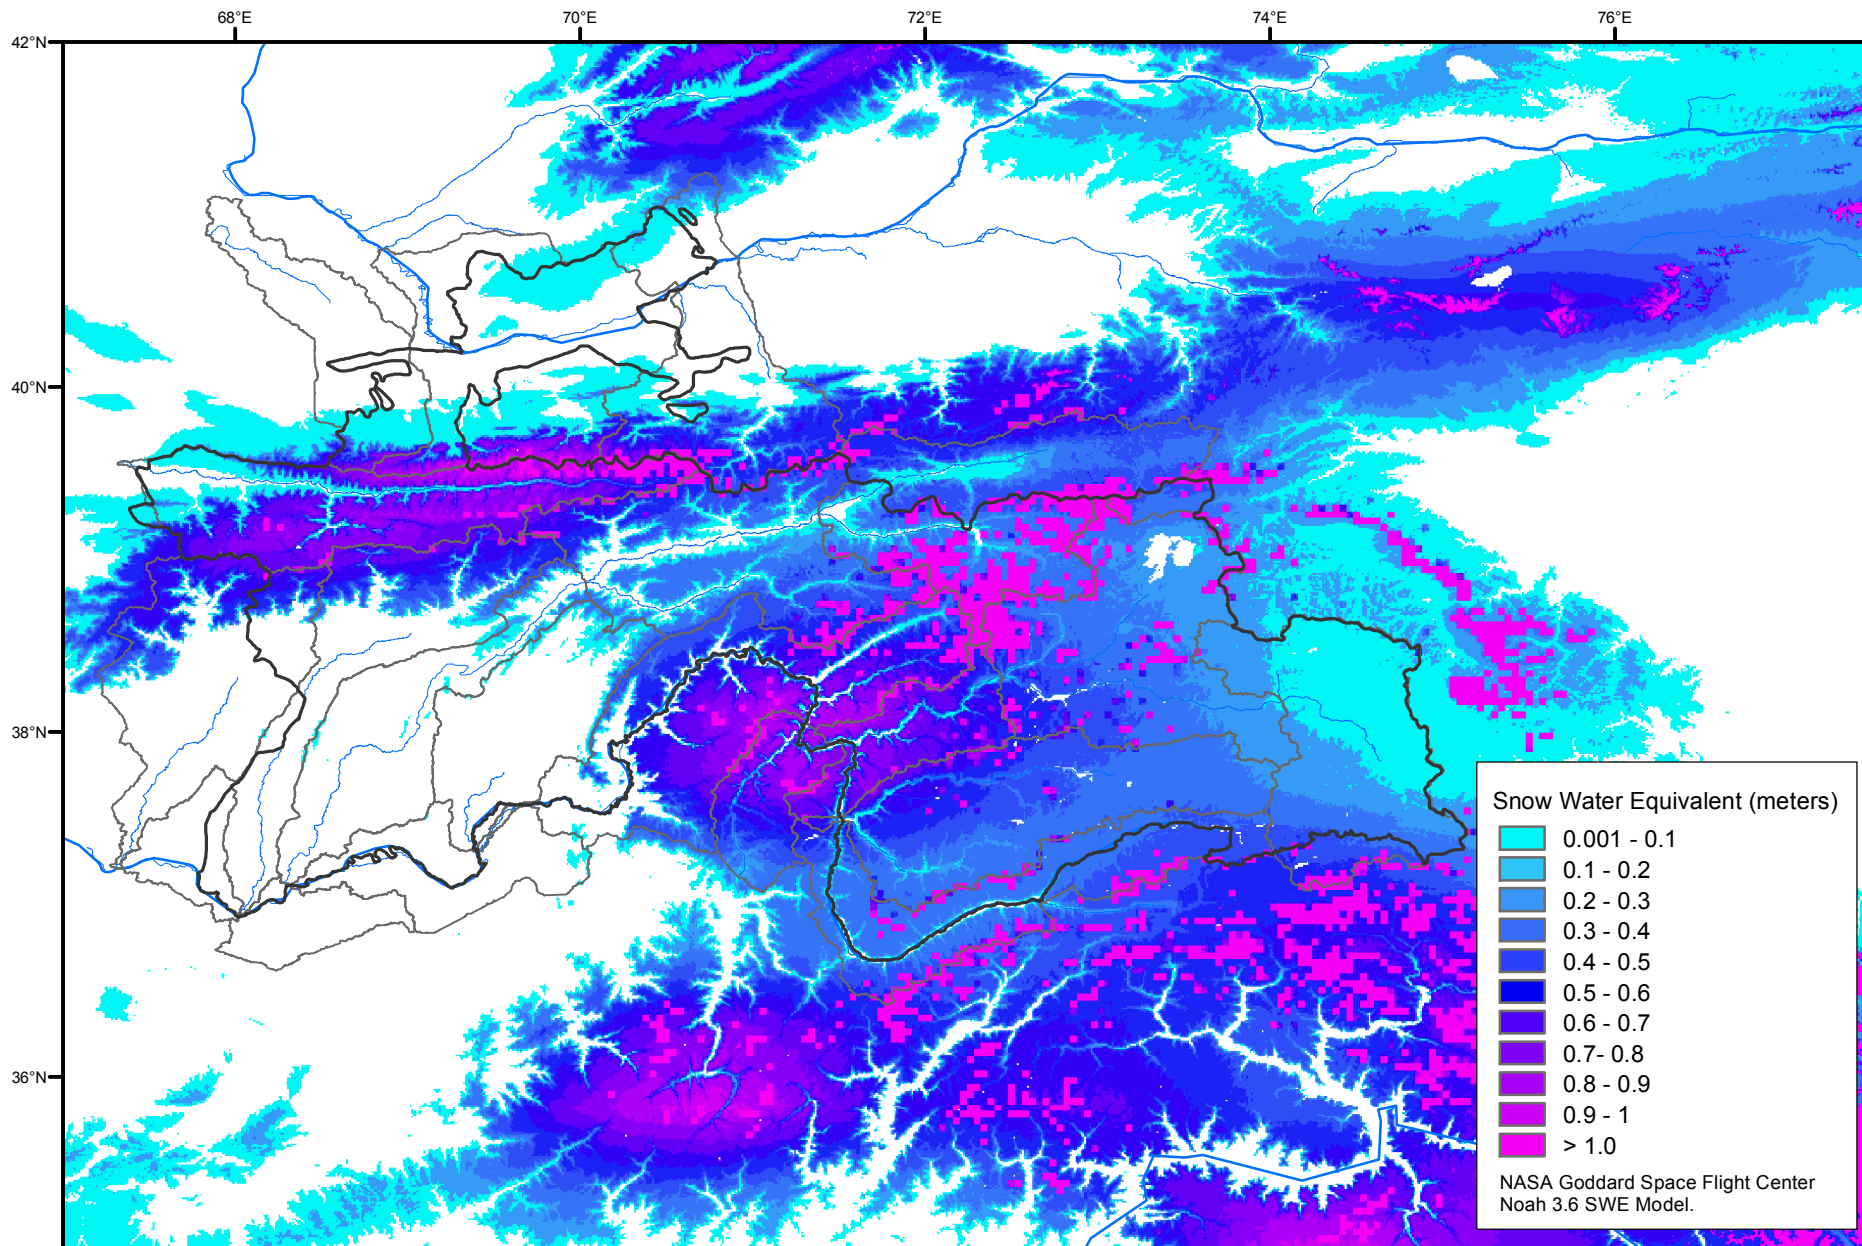 68°E
70°E
72°E
74°E
76°E
42°N
40°N
38°N
36°N
Snow Water Equivalent (meters)
0.001 - 0.1
0.1 - 0.2
0.2 - 0.3
0.3 - 0.4
0.4 - 0.5
0.5 - 0.6
0.6 - 0.7
0.7- 0.8
0.8 - 0.9
0.9 - 1
> 1.0
NASA Goddard Space Flight Center
Noah 3.6 SWE Model.